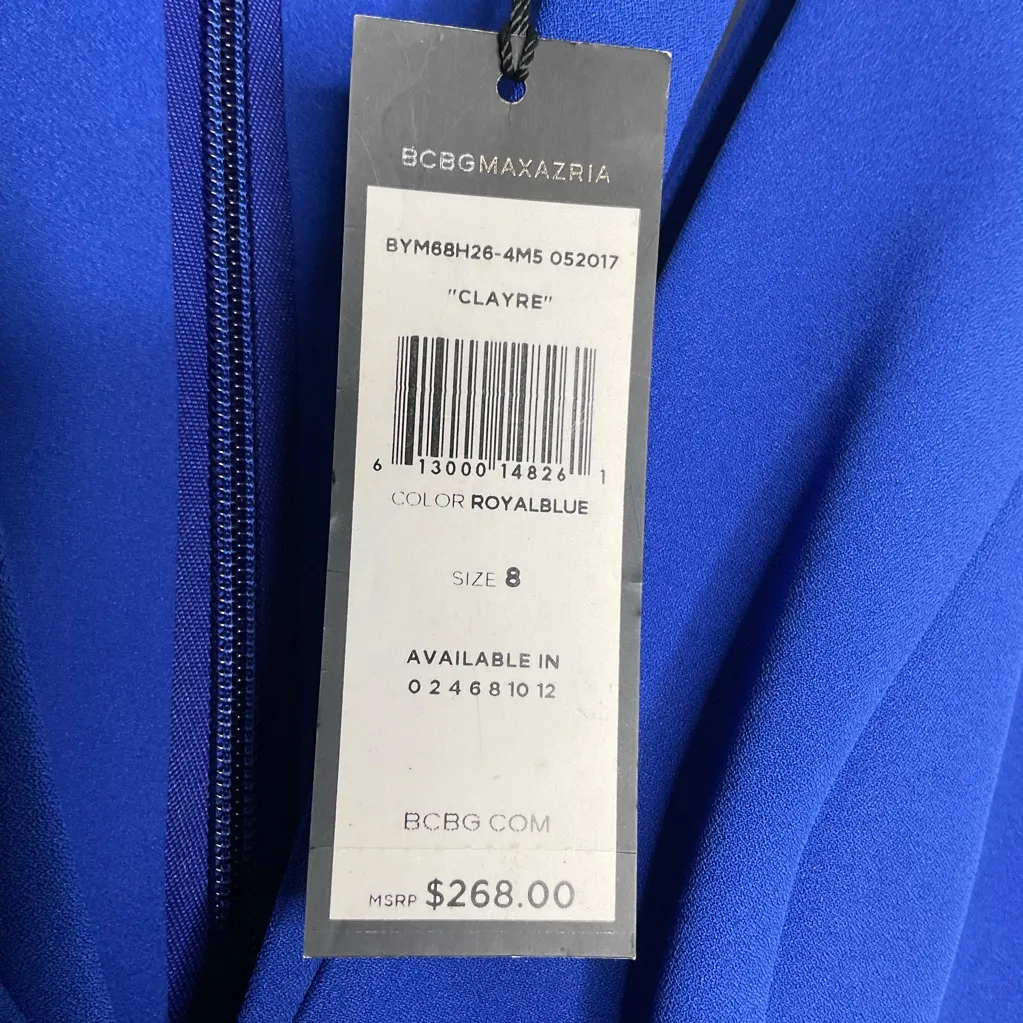 BCBGMAXAZRIA
BYM68H26-4M5 052017
"CLAYRE"
6 13000 14826 1
COLOR ROYALBLUE
SIZE 8
AVAILABLE IN
0 2 4 6 8 10 12
BCBG COM
MSRP $268.00